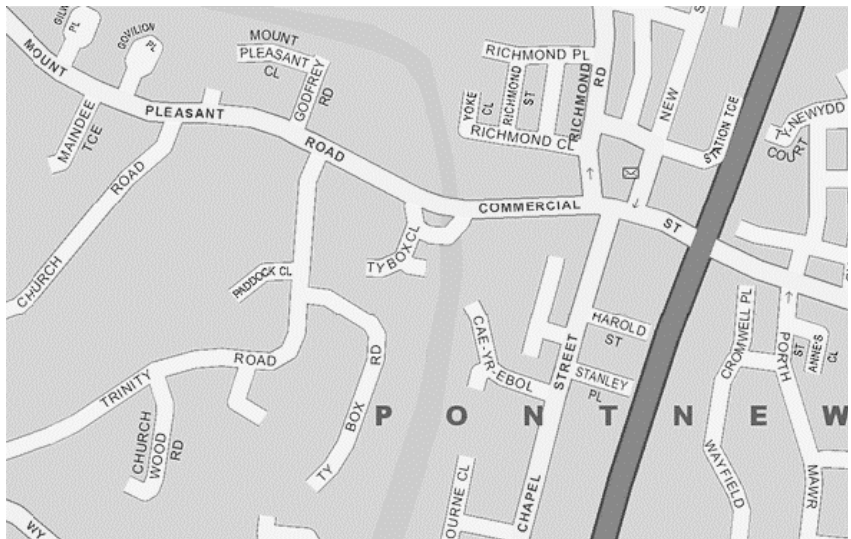 GOVILION
PL
PL
MOUNT
PLEASANT
ROAD
MAINDEE
TCE
MOUNT
PLEASANT
CL
GODFREY
RD
CHURCH
ROAD
RICHMOND PL
RICHMOND
RD
RICHMOND
ST
YOKE
CL
RICHMOND CL
NEW
STATION TCE
TY-NEWYDD
COURT
COMMERCIAL
ST
TY BOX CL
PADDOCK CL
TRINITY
ROAD
TY
BOX
RD
CHURCH
WOOD
RD
CAE-YR-EBOL
HAROLD
ST
STANLEY
PL
CHAPEL
STREET
CROMWELL PL
PORTH
MAWR
ST
ANNE'S
CL
WAYFIELD
PONTNEW
OURNE CL
WY